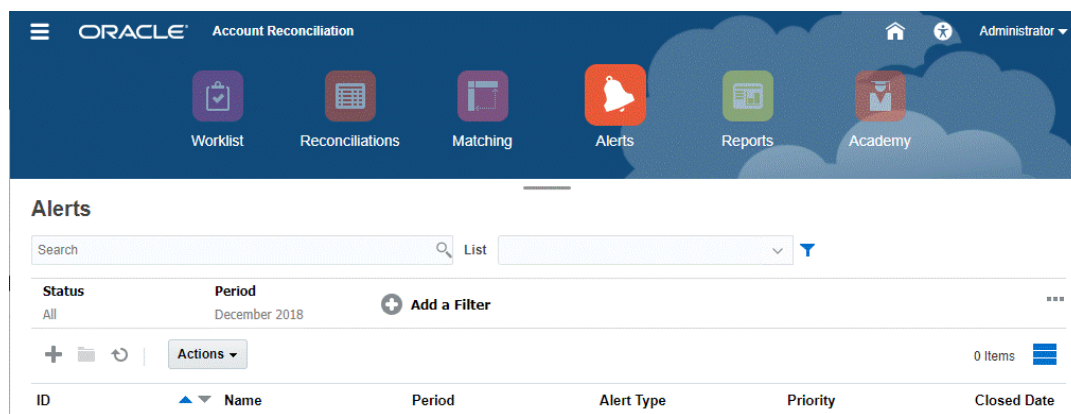 ORACLE® Account Reconciliation Administrator
Worklist Reconciliations Matching Alerts Reports Academy
Alerts
Search List
Status Period Add a Filter
All December 2018
Actions 0 Items
ID Name Period Alert Type Priority Closed Date